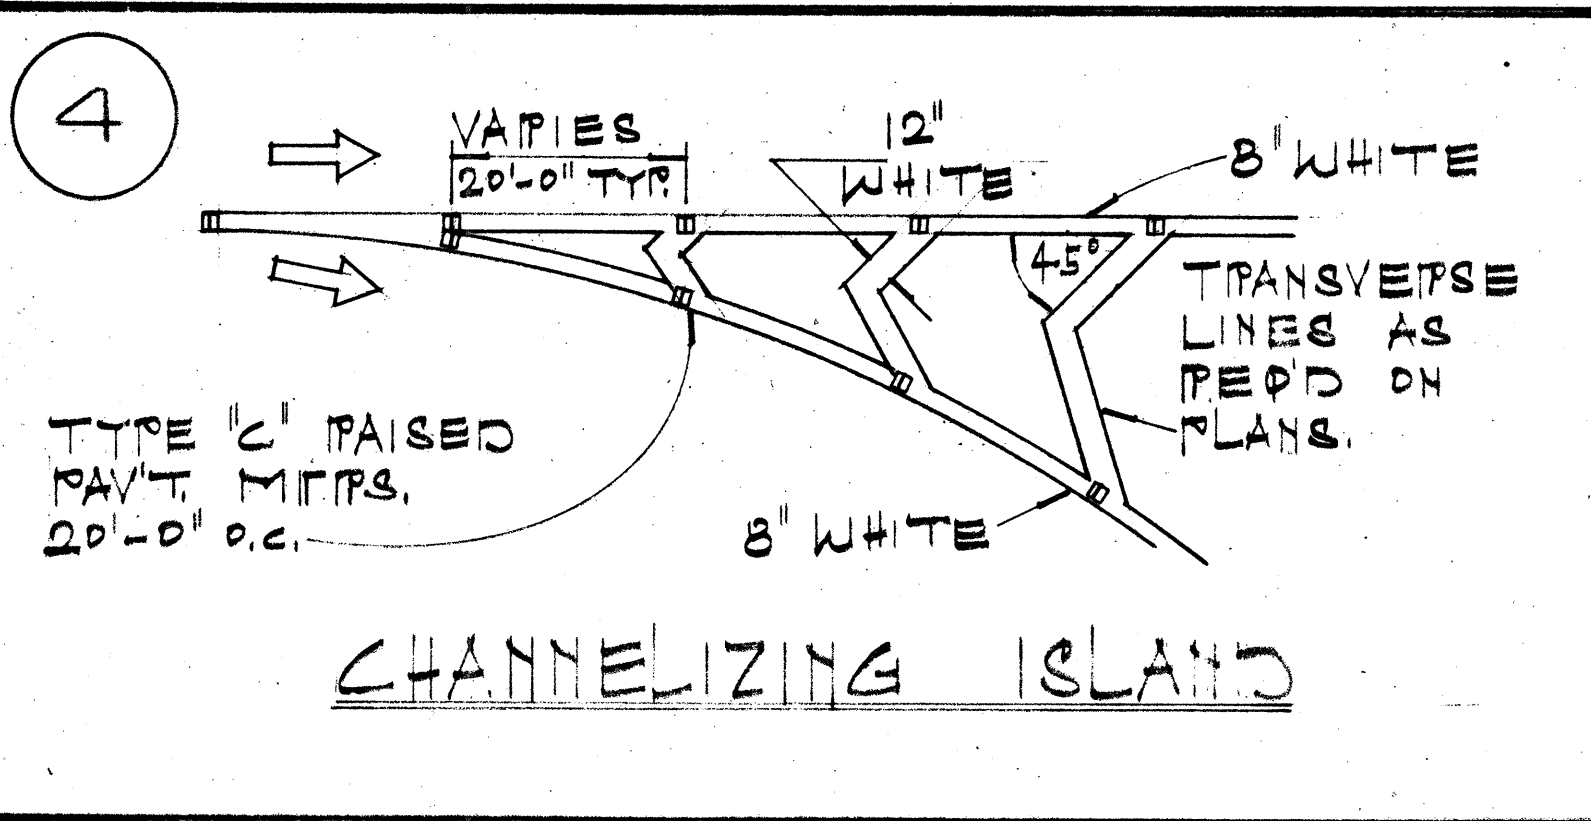 4
VARIES
20'-0" TYP.
12"
WHITE
8" WHITE
45°
TRANSVERSE
LINES AS
REQ'D ON
PLANS.
TYPE "C" RAISED
PAV'T. MRKRS.
20'-0" O.C.
8" WHITE
CHANNELIZING ISLAND